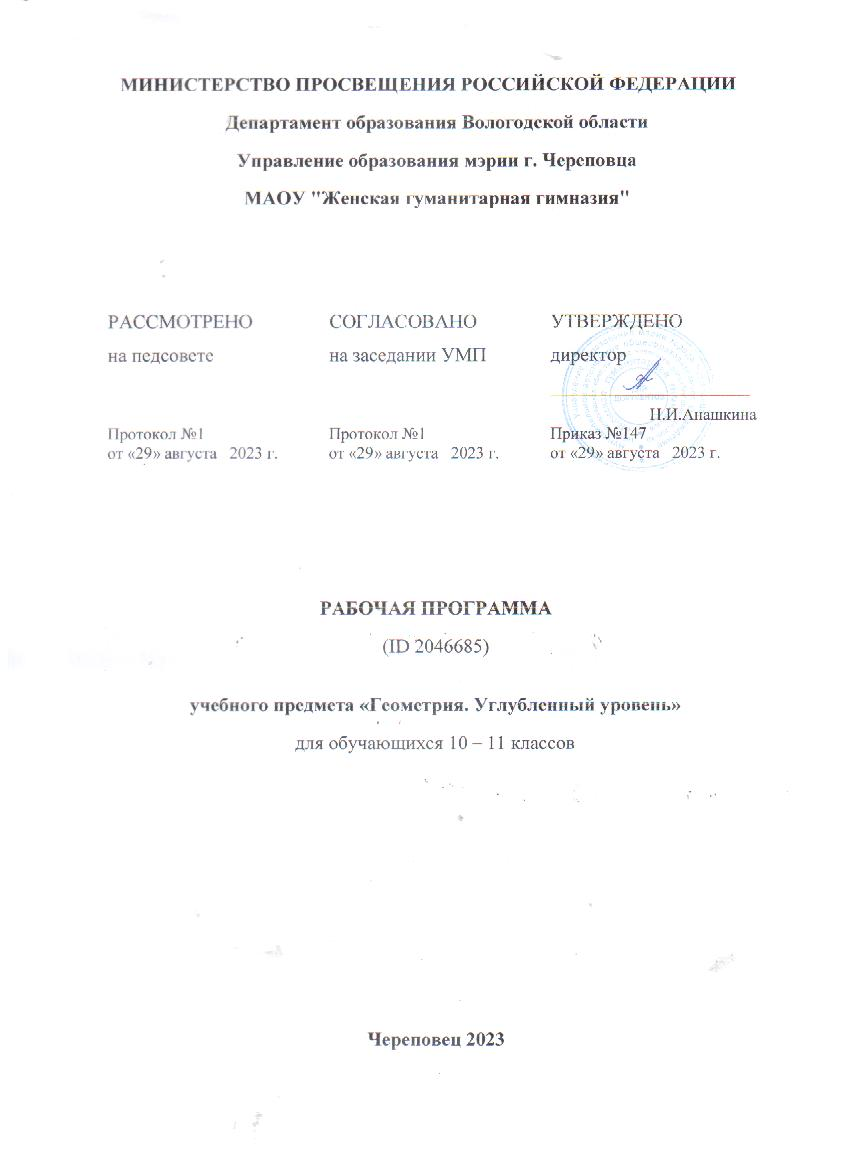 МИНИСТЕРСТВО ПРОСВЕЩЕНИЯ РОССИЙСКОЙ ФЕДЕРАЦИИ
Департамент образования Вологодской области
Управление образования мэрии г. Череповца
МАОУ "Женская гуманитарная гимназия"
РАССМОТРЕНО
на педсовете
Протокол №1
от «29» августа 2023 г.
СОГЛАСОВАНО
на заседании УМП
Протокол №1
от «29» августа 2023 г.
УТВЕРЖДЕНО
директор
Н.И.Анашкина
Приказ №147
от «29» августа 2023 г.
РАБОЧАЯ ПРОГРАММА
(ID 2046685)
учебного предмета «Геометрия. Углубленный уровень»
для обучающихся 10 – 11 классов
Череповец 2023